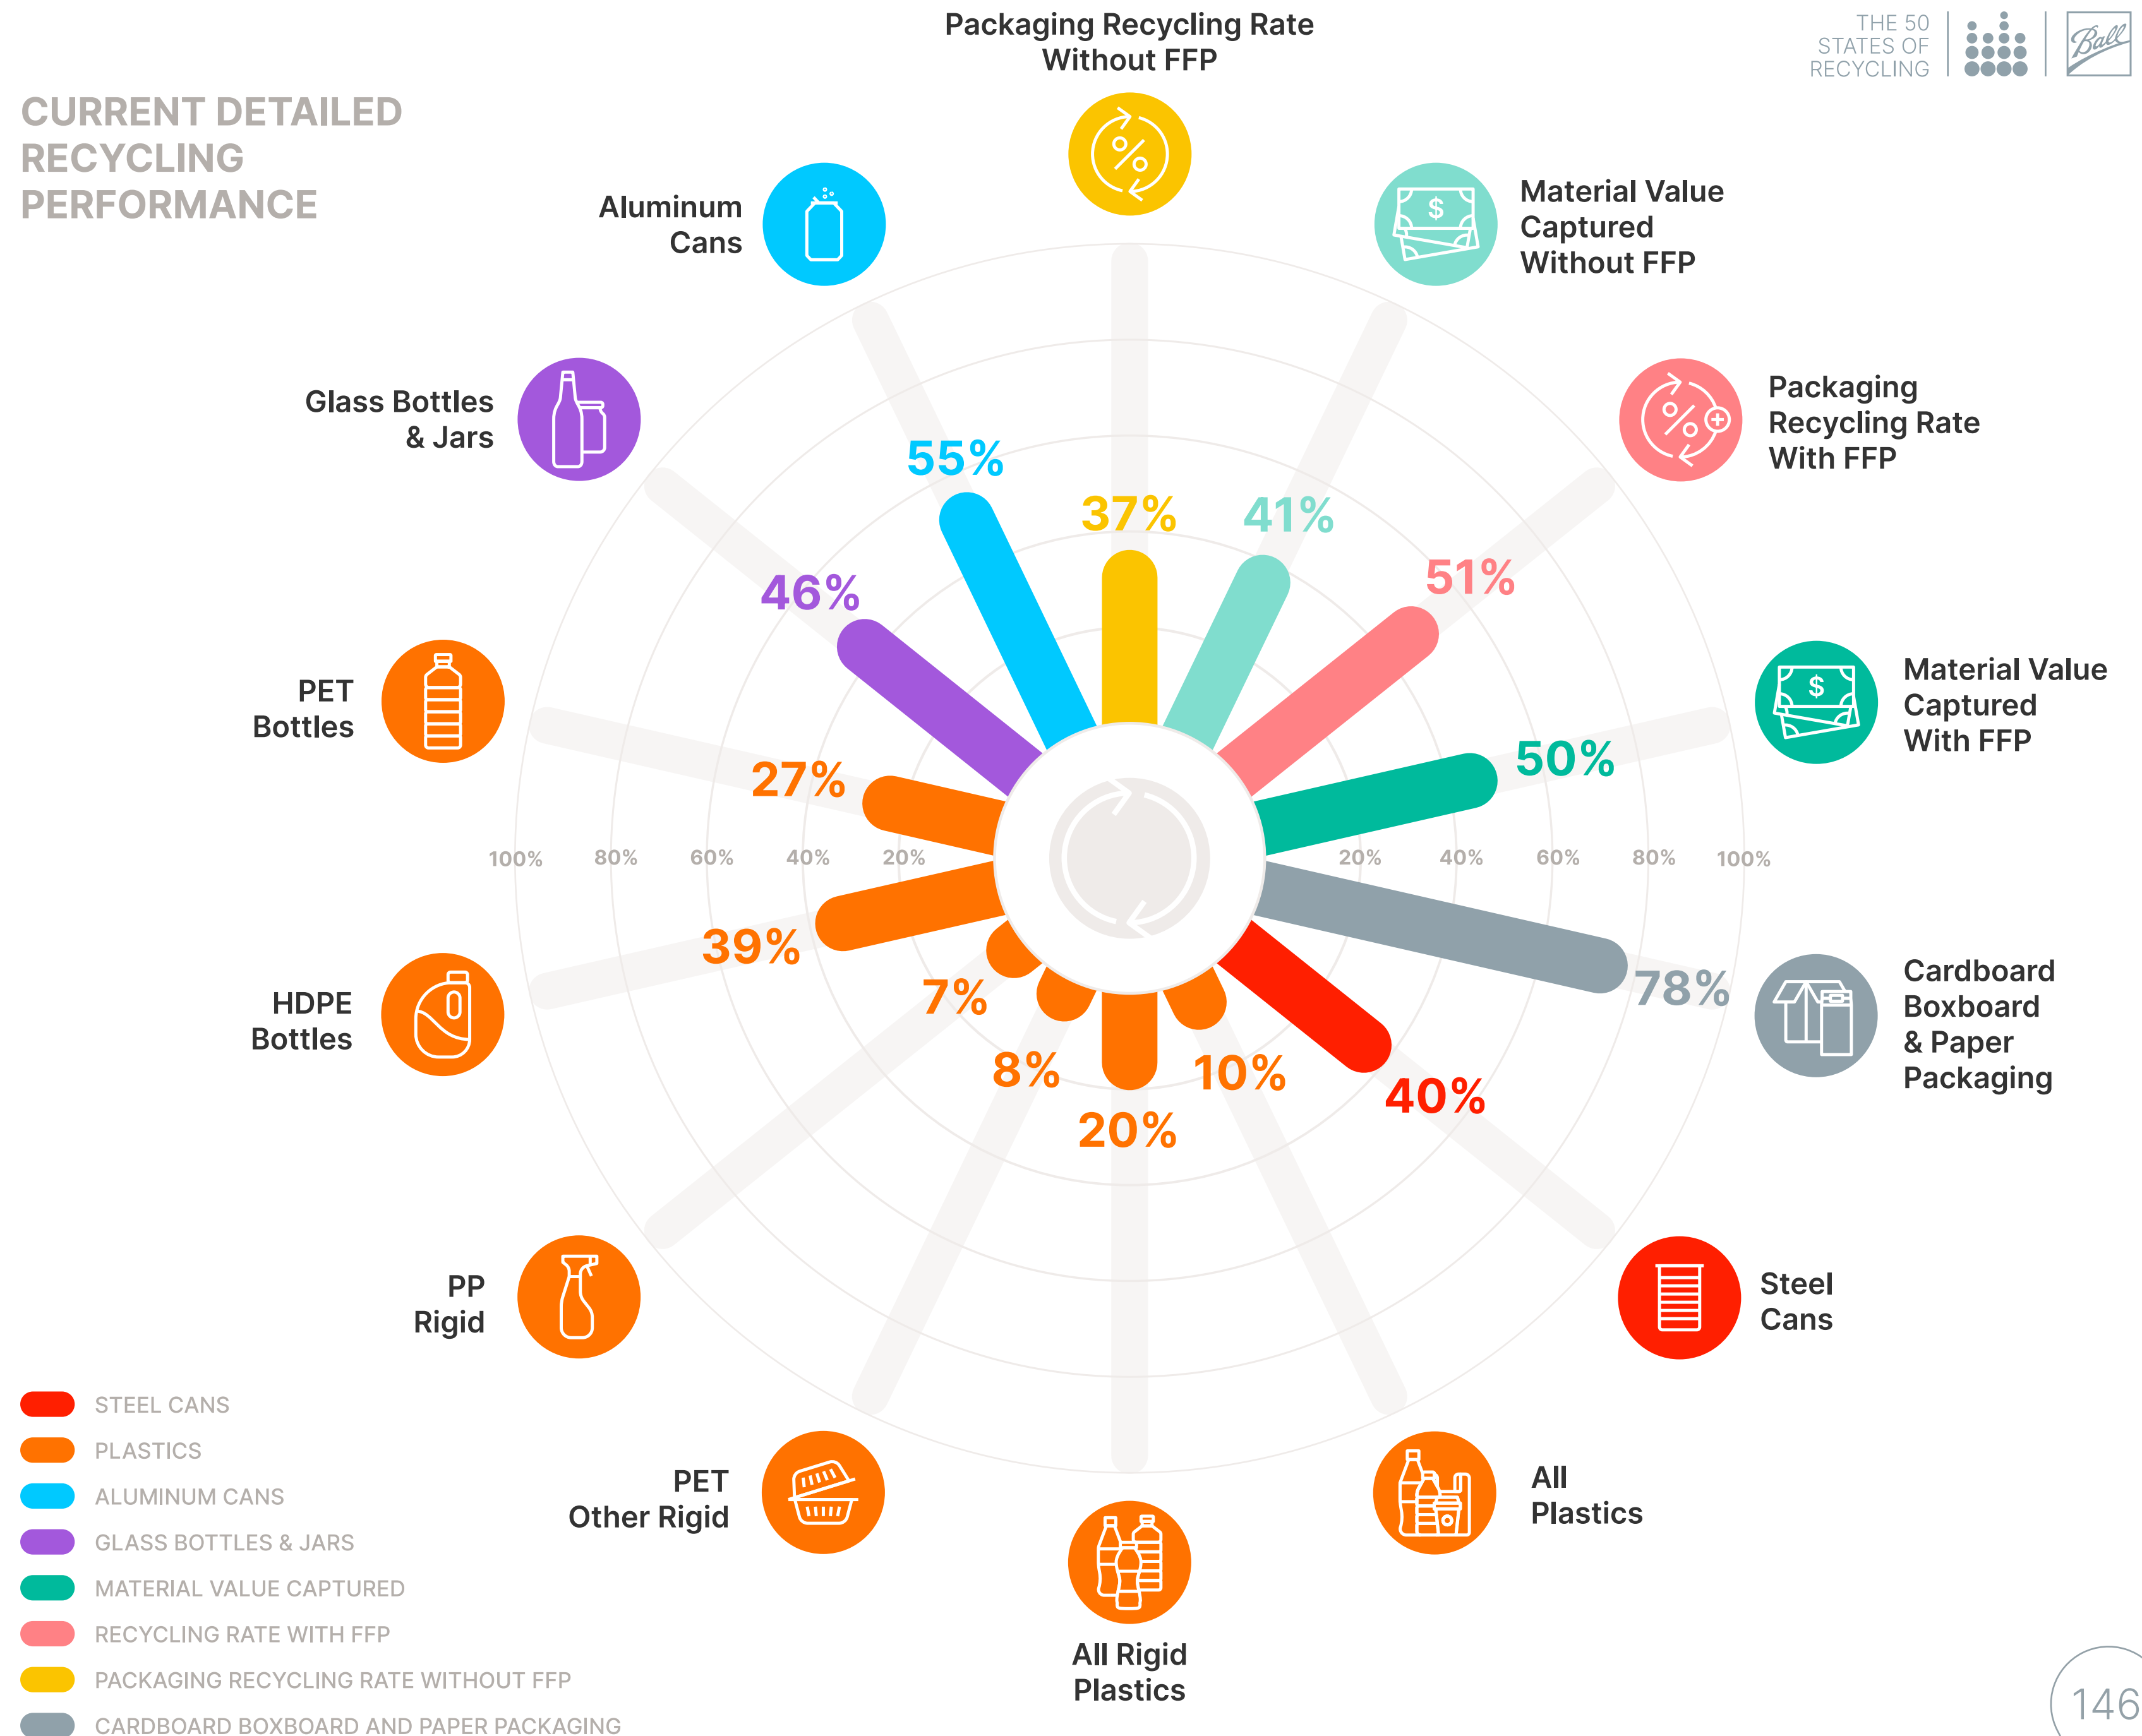 THE 50
STATES OF
RECYCLING
Ball
CURRENT DETAILED
RECYCLING
PERFORMANCE
Packaging Recycling Rate
Without FFP
37%
Material Value
Captured
Without FFP
$
41%
Packaging
Recycling Rate
With FFP
%
51%
Material Value
Captured
With FFP
$
50%
Cardboard
Boxboard
& Paper
Packaging
78%
Steel
Cans
40%
All
Plastics
10%
All Rigid
Plastics
20%
PET
Other Rigid
8%
PP
Rigid
7%
HDPE
Bottles
39%
PET
Bottles
27%
Glass Bottles
& Jars
46%
Aluminum
Cans
55%
%
100% 80% 60% 40% 20% 20% 40% 60% 80% 100%
STEEL CANS
PLASTICS
ALUMINUM CANS
GLASS BOTTLES & JARS
MATERIAL VALUE CAPTURED
RECYCLING RATE WITH FFP
PACKAGING RECYCLING RATE WITHOUT FFP
CARDBOARD BOXBOARD AND PAPER PACKAGING
146